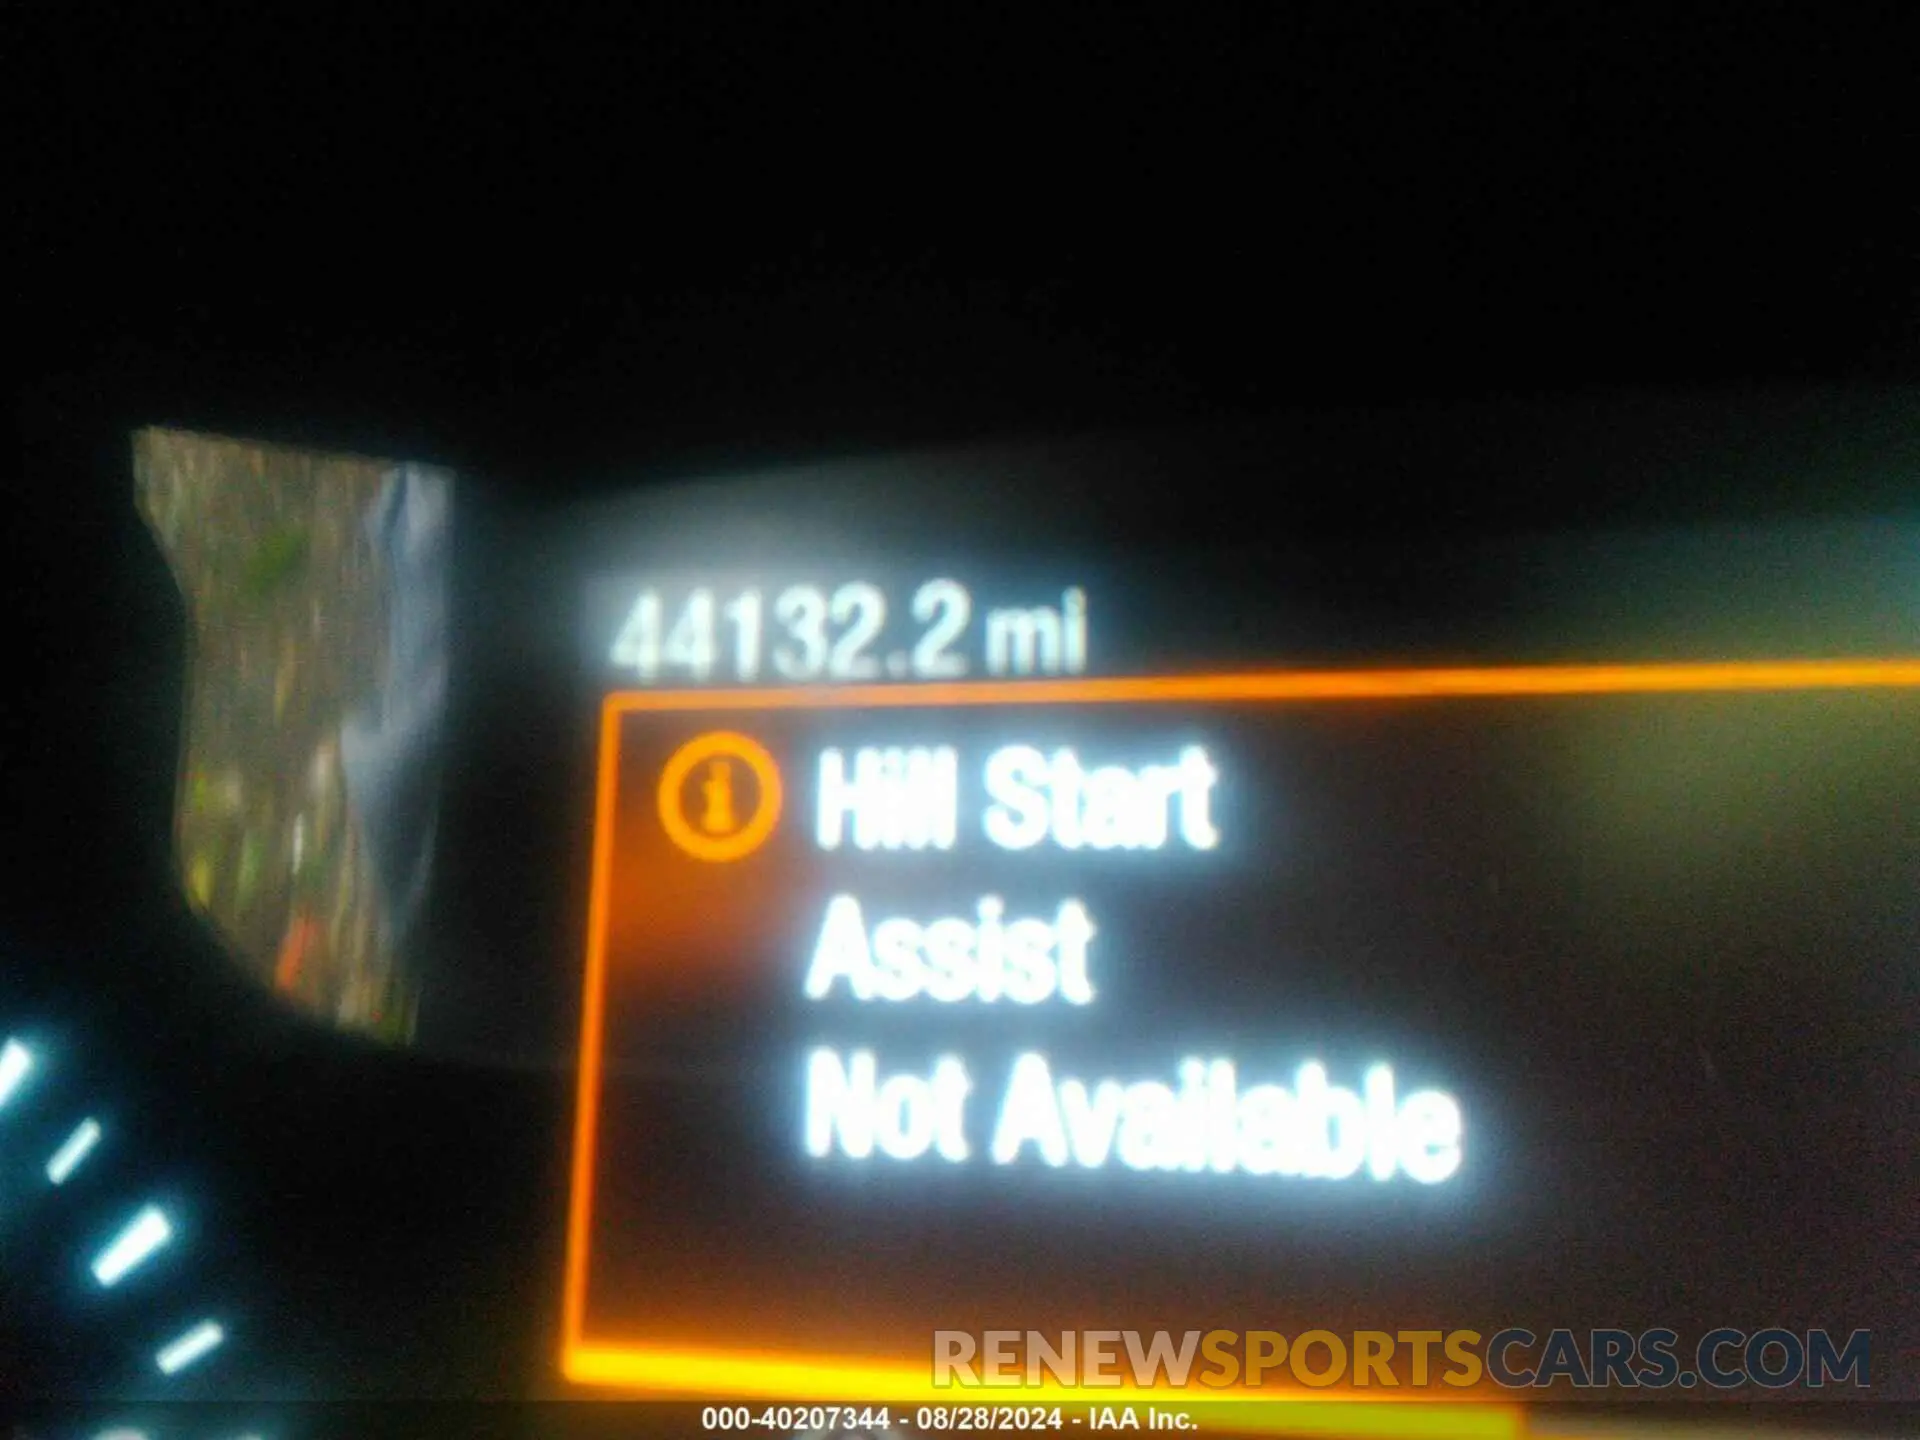 44132.2 mi
i Hill Start
Assist
Not Available
RENEWSPORTSCARS.COM
000-40207344 - 08/28/2024 - IAA Inc.